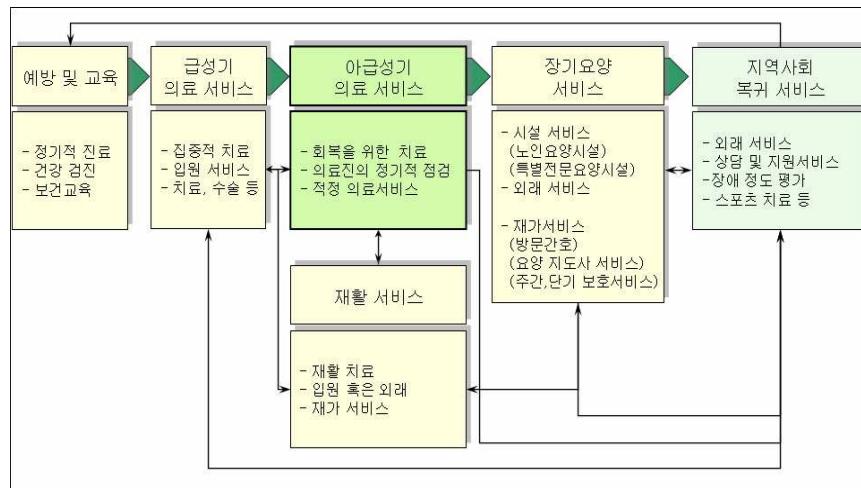 예방 및 교육
- 정기적 진료
- 건강 검진
- 보건교육
급성기
의료 서비스
- 집중적 치료
- 입원 서비스
- 치료, 수술 등
아급성기
의료 서비스
- 회복을 위한 치료
- 의료진의 정기적 점검
- 적정 의료서비스
재활 서비스
- 재활 치료
- 입원 혹은 외래
- 재가 서비스
장기요양
서비스
- 시설 서비스
(노인요양시설)
(특별전문요양시설)
- 외래 서비스
- 재가서비스
(방문간호)
(요양 지도사 서비스)
(주간,단기 보호서비스)
지역사회
복귀 서비스
- 외래 서비스
- 상담 및 지원서비스
-장애 정도 평가
- 스포츠 치료 등